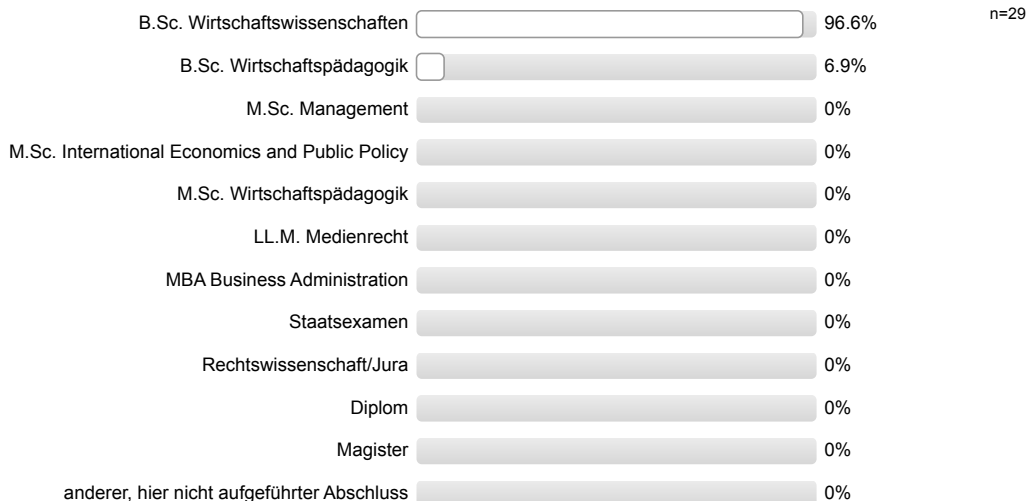 B.Sc. Wirtschaftswissenschaften 96.6% n=29
B.Sc. Wirtschaftspädagogik 6.9%
M.Sc. Management 0%
M.Sc. International Economics and Public Policy 0%
M.Sc. Wirtschaftspädagogik 0%
LL.M. Medienrecht 0%
MBA Business Administration 0%
Staatsexamen 0%
Rechtswissenschaft/Jura 0%
Diplom 0%
Magister 0%
anderer, hier nicht aufgeführter Abschluss 0%